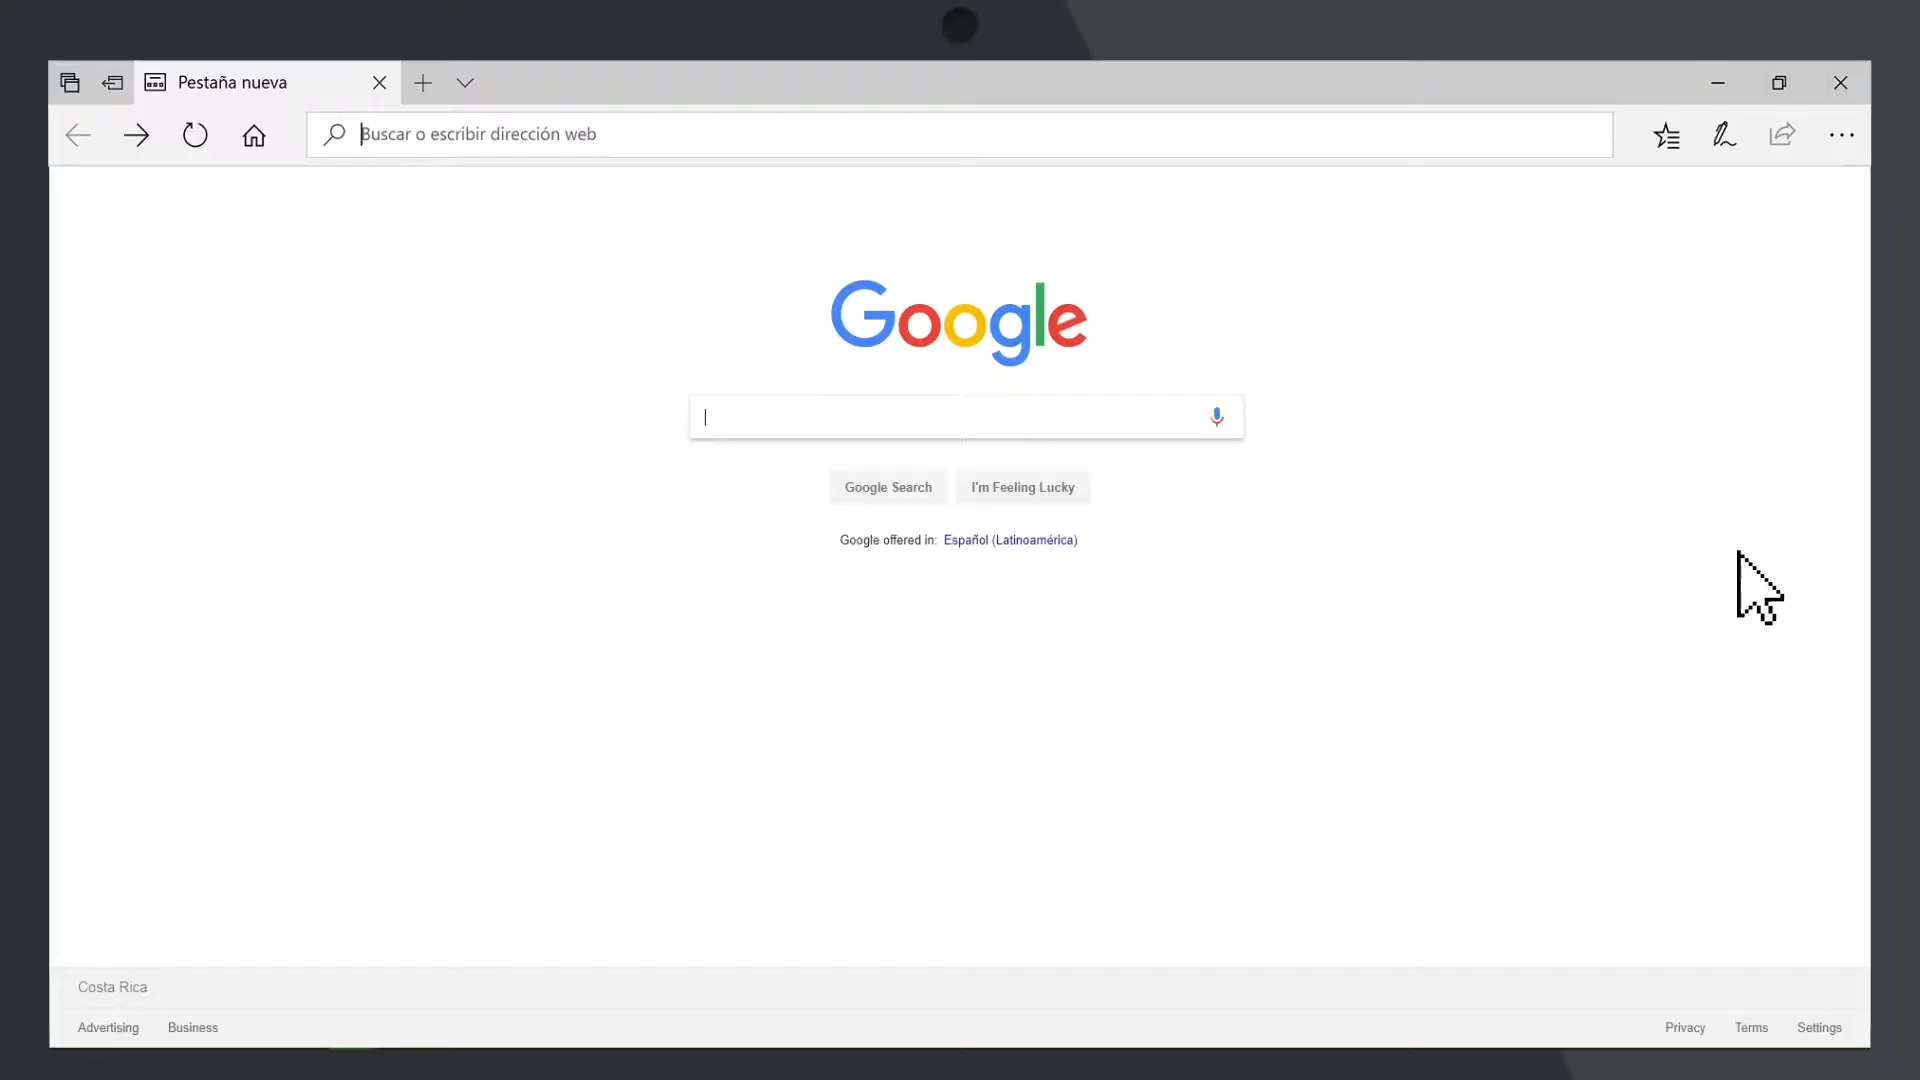 Pestaña nueva
Buscar o escribir dirección web
Google
Google Search I'm Feeling Lucky
Google offered in: Español (Latinoamérica)
Costa Rica
Advertising Business Privacy Terms Settings